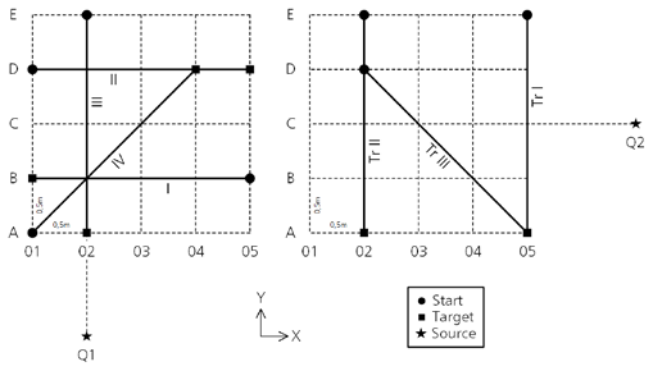 E
D
C
B
A
01 02 03 04 05
I
II
III
IV
0,5m
0,5m
Q1
E
D
C
B
A
01 02 03 04 05
Tr I
Tr II
Tr III
0,5m
0,5m
Q2
Y
X
Start
Target
Source